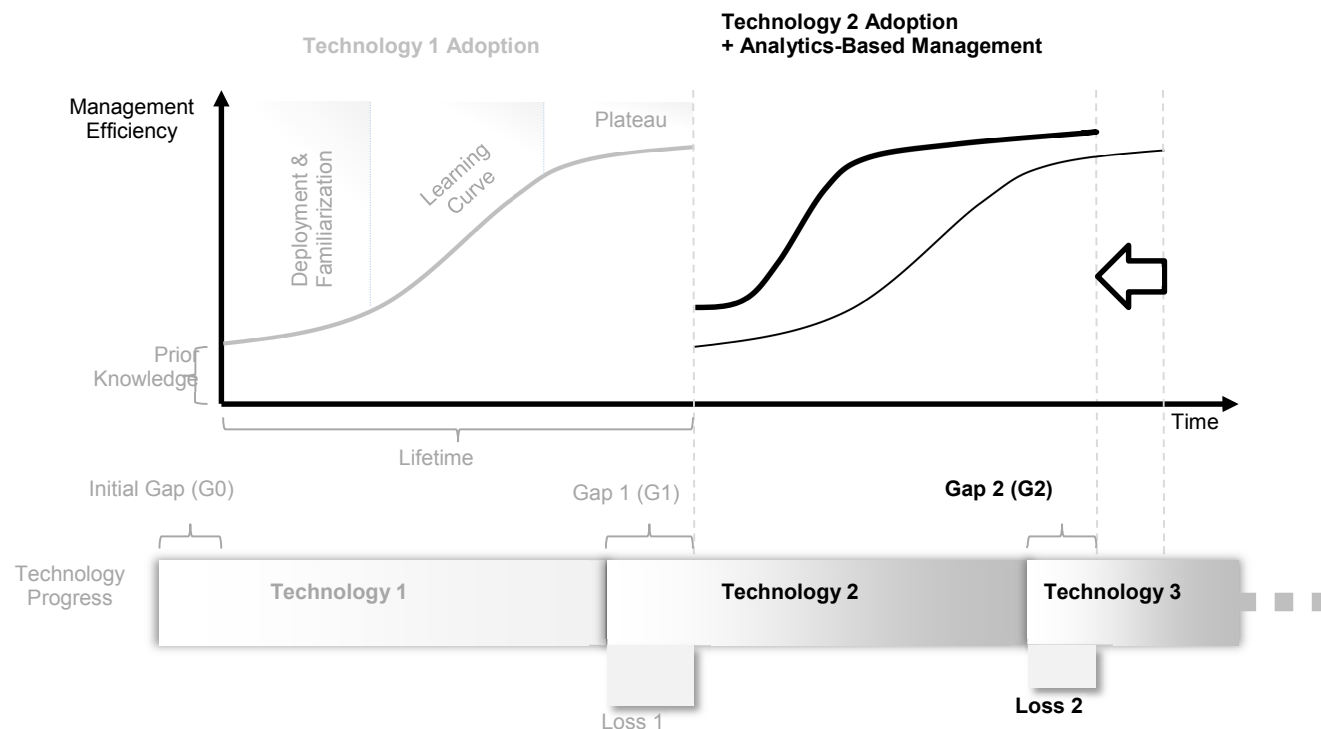 Technology 1 Adoption
Technology 2 Adoption
+ Analytics-Based Management
Management
Efficiency
Deployment &
Familiarization
Learning
Curve
Plateau
Prior
Knowledge
Time
Lifetime
Initial Gap (G0)
Gap 1 (G1)
Gap 2 (G2)
Technology
Progress
Technology 1
Technology 2
Technology 3
Loss 1
Loss 2